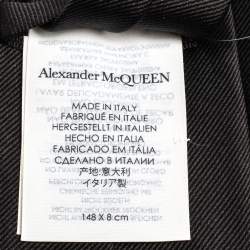 Alexander McQUEEN
MADE IN ITALY
FABRIQUÉ EN ITALIE
HERGESTELLT IN ITALIEN
HECHO EN ITALIA
FABBRICADO EM ITÁLIA
СДЕЛАНО В ИТАЛИИ
产地:意大利
イタリア製
148 X 8 cm